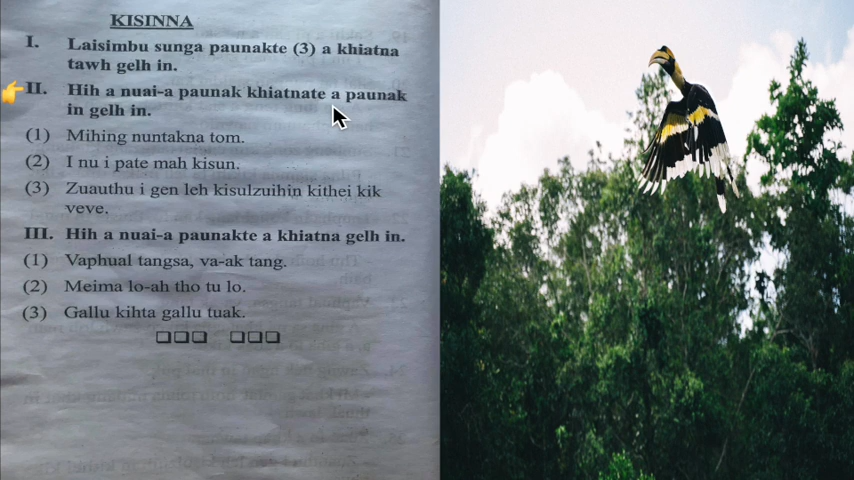 KISINNA
I. Laisimbu sunga paunakte (3) a khiatna
tawh gelh in.
II. Hih a nuai-a paunak khiatnate a paunak
in gelh in.
(1) Mihing nuntakna tom.
(2) I nu i pate mah kisun.
(3) Zuauthu i gen leh kisulzuihin kithei kik
veve.
III. Hih a nuai-a paunakte a khiatna gelh in.
(1) Vaphual tangsa, va-ak tang.
(2) Meima lo-ah tho tu lo.
(3) Gallu kihta gallu tuak.